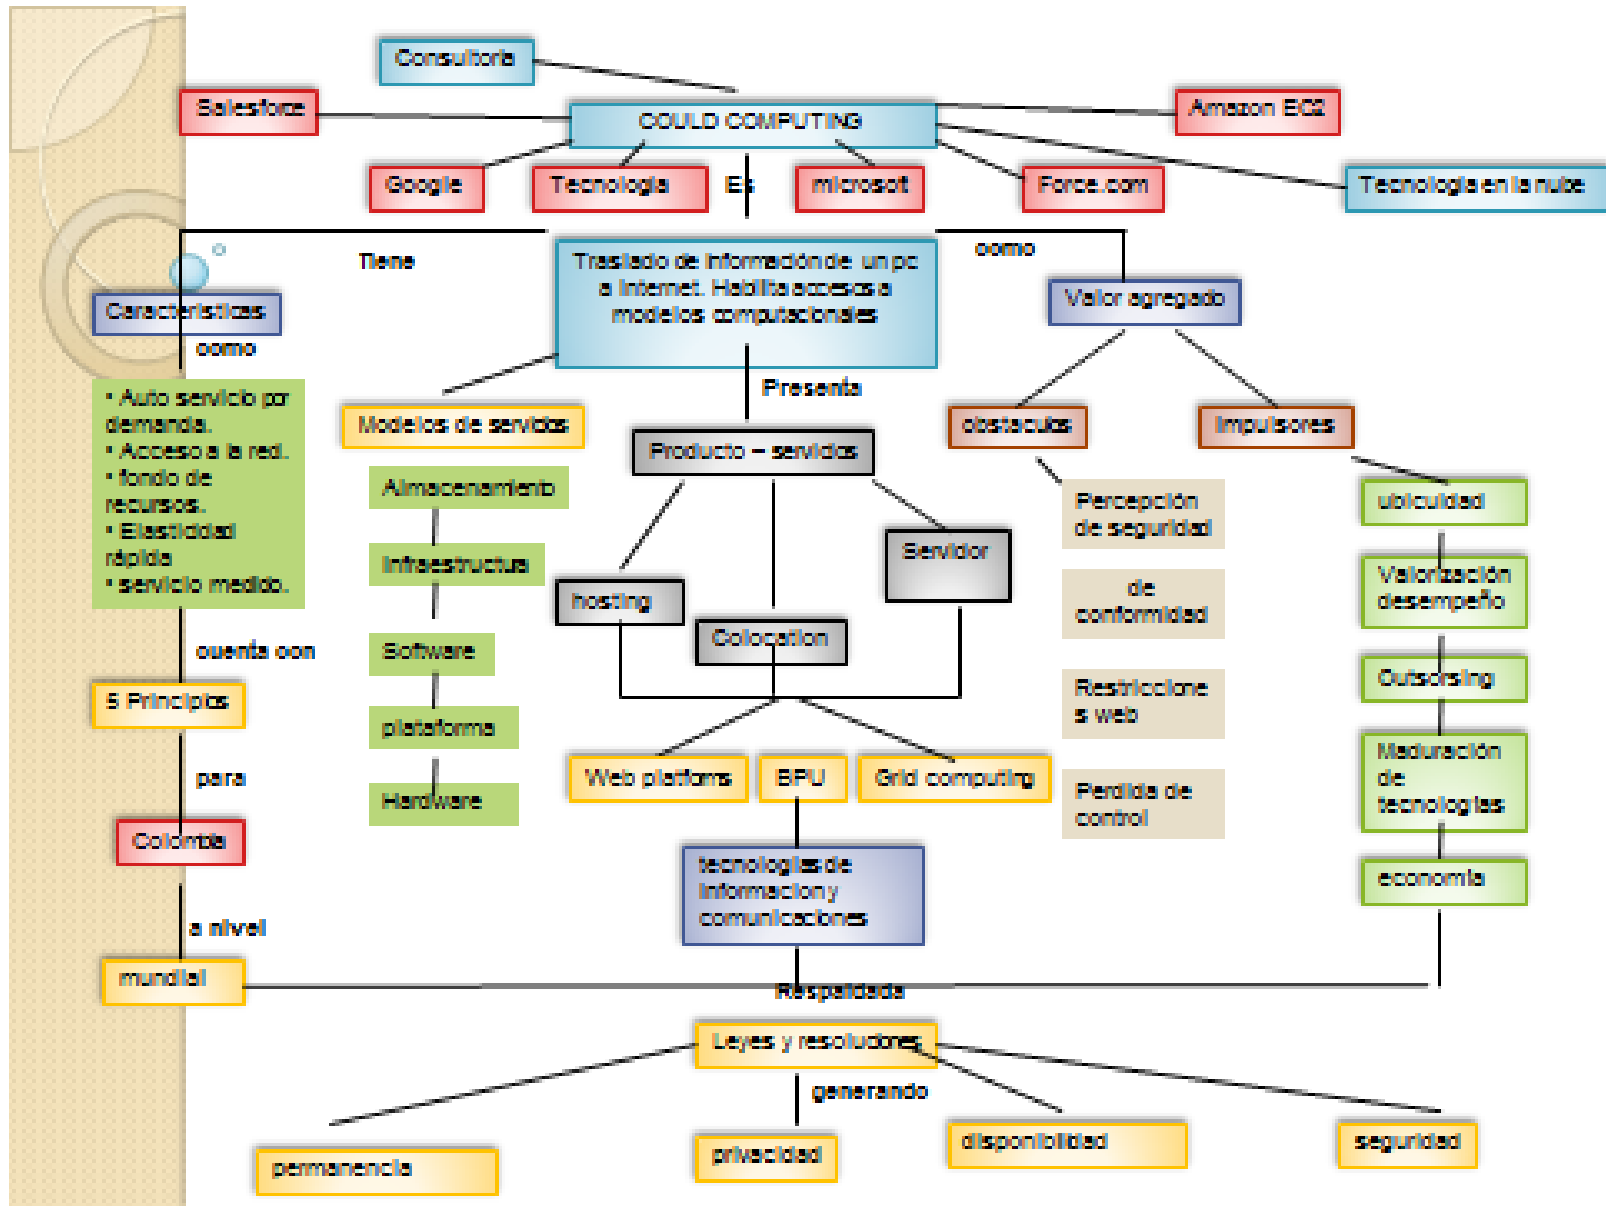 Consultoria
Salesforce
COULD COMPUTING
Amazon EC2
Google
Tecnologia
Es
microsot
Force.com
Tecnologia en la nube
Tiene
Traslado de información de un pc
a Internet. Habilita accesos a
modelos computacionales
como
Valor agregado
Características
como
• Auto servicio por
demanda.
• Acceso a la red.
• fondo de
recursos.
• Elasticidad
rápida
• servicio medido.
Presenta
Modelos de servicios
obstaculos
Impulsores
Producto – servicios
Almacenamiento
Percepción
de seguridad
ubicuidad
Servidor
Infraestructura
Valorización
desempeño
hosting
de
conformidad
Colocation
Software
cuenta con
Outsorsing
5 Principios
Restriccione
s web
plataforma
Maduración
de
tecnologías
para
Web platfoms
BPU
Grid computing
Hardware
Perdida de
control
Colombia
tecnologias de
informacion y
comunicaciones
economía
a nivel
mundial
Respaldada
Leyes y resoluciones
generando
permanencia
privacidad
disponibilidad
seguridad